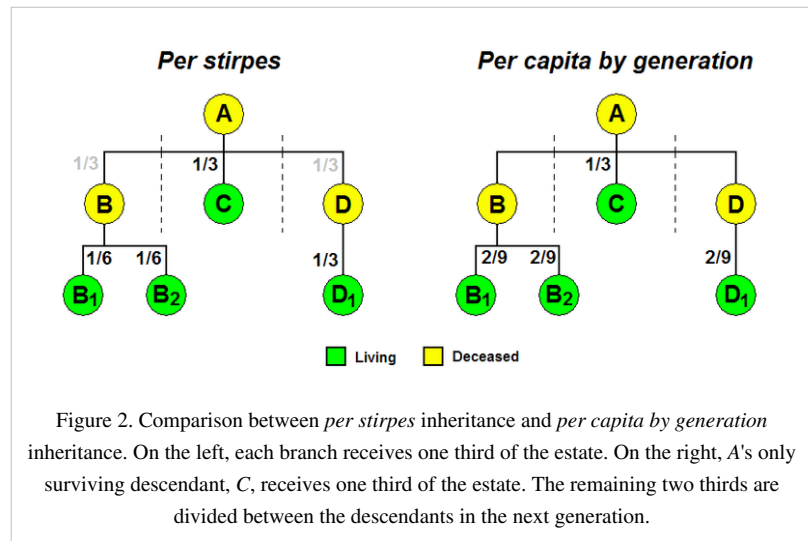 Per stirpes
Per capita by generation
A
1/3 1/3 1/3
B C D
1/6 1/6 1/3
B1 B2 D1
A
1/3
B C D
2/9 2/9 2/9
B1 B2 D1
Living Deceased
Figure 2. Comparison between per stirpes inheritance and per capita by generation
inheritance. On the left, each branch receives one third of the estate. On the right, A's only
surviving descendant, C, receives one third of the estate. The remaining two thirds are
divided between the descendants in the next generation.